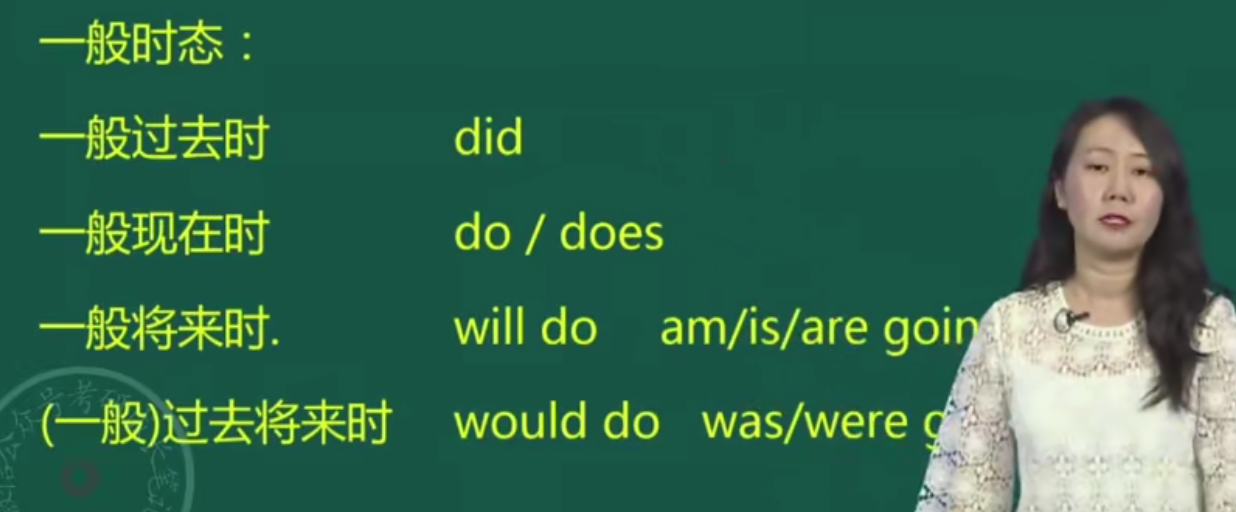 一般时态：
一般过去时 did
一般现在时 do / does
一般将来时. will do am/is/are goin
(一般)过去将来时 would do was/were g